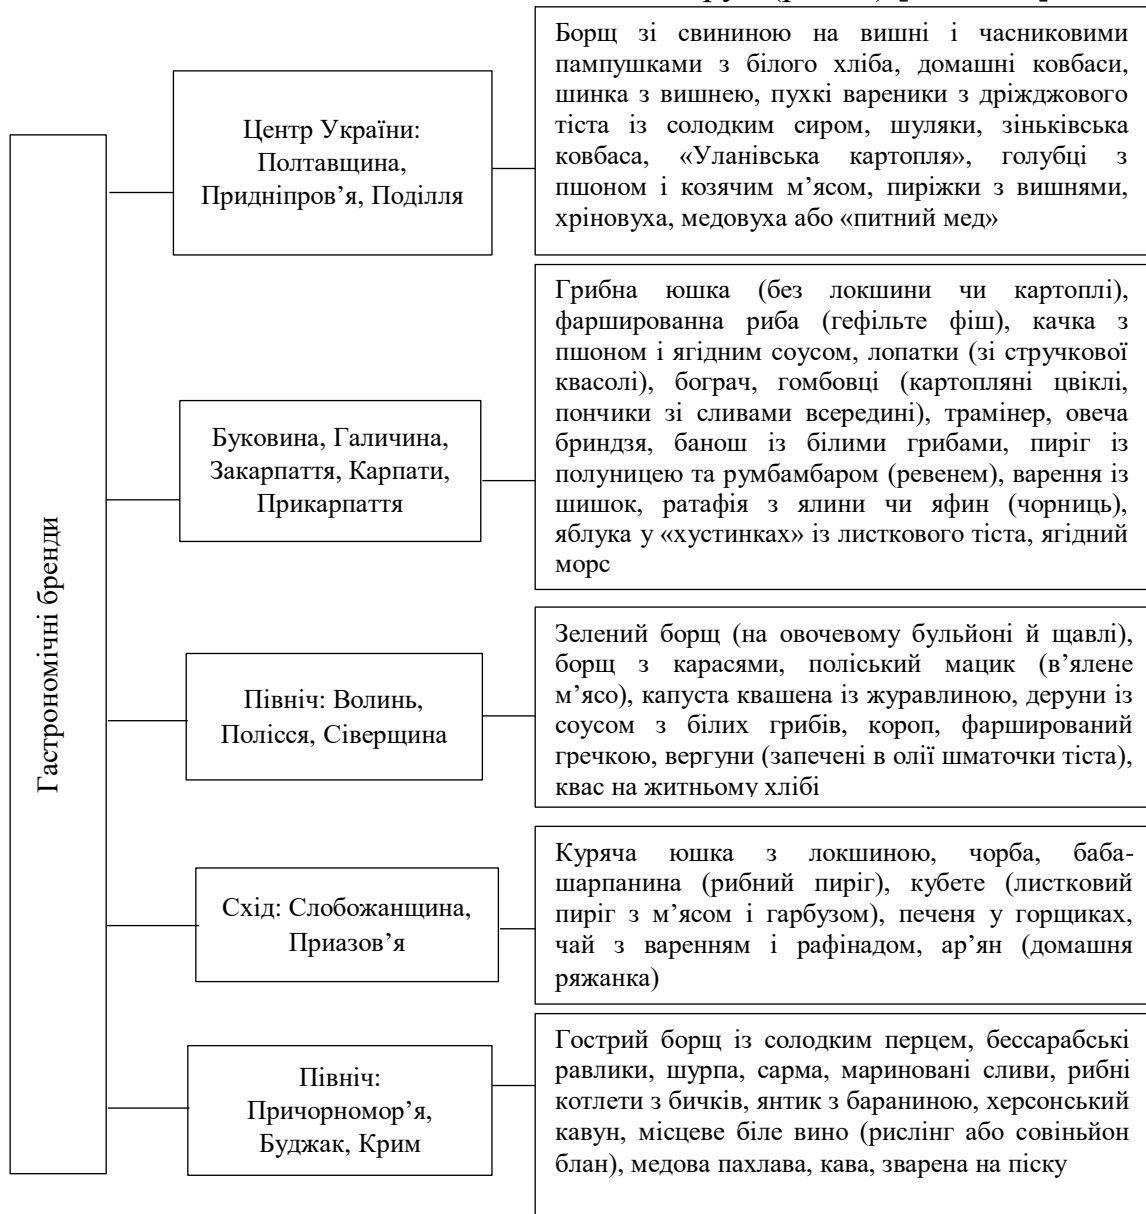 Гастрономічні бренди
Центр України:
Полтавщина,
Придніпров’я, Поділля
Борщ зі свининою на вишні і часниковими
пампушками з білого хліба, домашні ковбаси,
шинка з вишнею, пухкі вареники з дріжджового
тіста із солодким сиром, шуляки, зіньківська
ковбаса, «Уланівська картопля», голубці з
пшоном і козячим м’ясом, пиріжки з вишнями,
хріновуха, медовуха або «питний мед»
Буковина, Галичина,
Закарпаття, Карпати,
Прикарпаття
Грибна юшка (без локшини чи картоплі),
фаршированна риба (гефільте фіш), качка з
пшоном і ягідним соусом, лопатки (зі стручкової
квасолі), бограч, гомбовці (картопляні цвіклі,
пончики зі сливами всередині), трамінер, овеча
бриндзя, банош із білими грибами, пиріг із
полуницею та румбамбаром (ревенем), варення із
шишок, ратафія з ялини чи яфин (чорниць),
яблука у «хустинках» із листкового тіста, ягідний
морс
Північ: Волинь,
Полісся, Сіверщина
Зелений борщ (на овочевому бульйоні й щавлі),
борщ з карасями, поліський мацик (в’ялене
м’ясо), капуста квашена із журавлиною, деруни із
соусом з білих грибів, короп, фарширований
гречкою, вергуни (запечені в олії шматочки тіста),
квас на житньому хлібі
Схід: Слобожанщина,
Приазов’я
Куряча юшка з локшиною, чорба, баба-
шарпанина (рибний пиріг), кубете (листковий
пиріг з м’ясом і гарбузом), печеня у горщиках,
чай з варенням і рафінадом, ар’ян (домашня
ряжанка)
Північ:
Причорномор’я,
Буджак, Крим
Гострий борщ із солодким перцем, бессарабські
равлики, шурпа, сарма, мариновані сливи, рибні
котлети з бичків, янтик з бараниною, херсонський
кавун, місцеве біле вино (рислінг або совіньйон
блан), медова пахлава, кава, зварена на піску